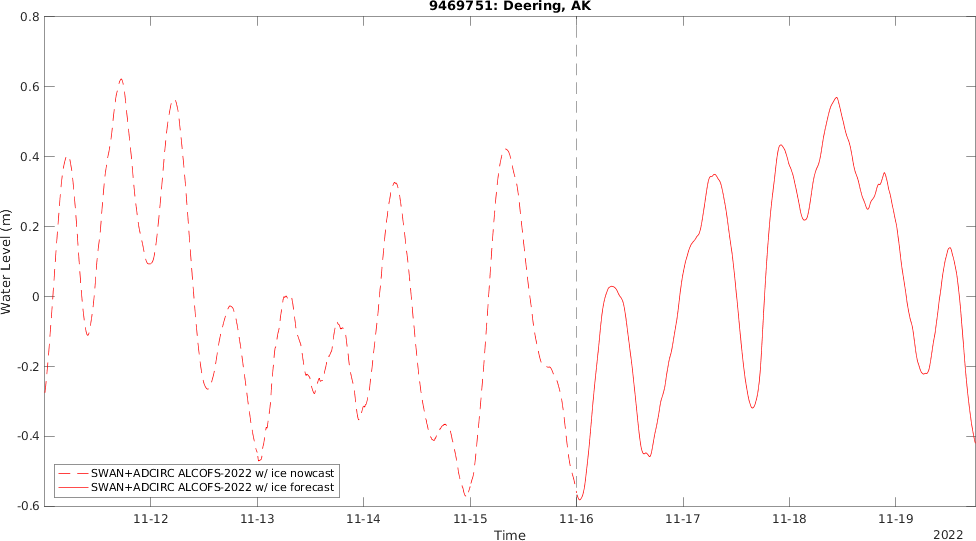 9469751: Deering, AK
0.8
0.6
0.4
0.2
0
-0.2
-0.4
-0.6
Water Level (m)
SWAN+ADCIRC ALCOFS-2022 w/ ice nowcast
SWAN+ADCIRC ALCOFS-2022 w/ ice forecast
11-12 11-13 11-14 11-15 11-16 11-17 11-18 11-19
Time
2022